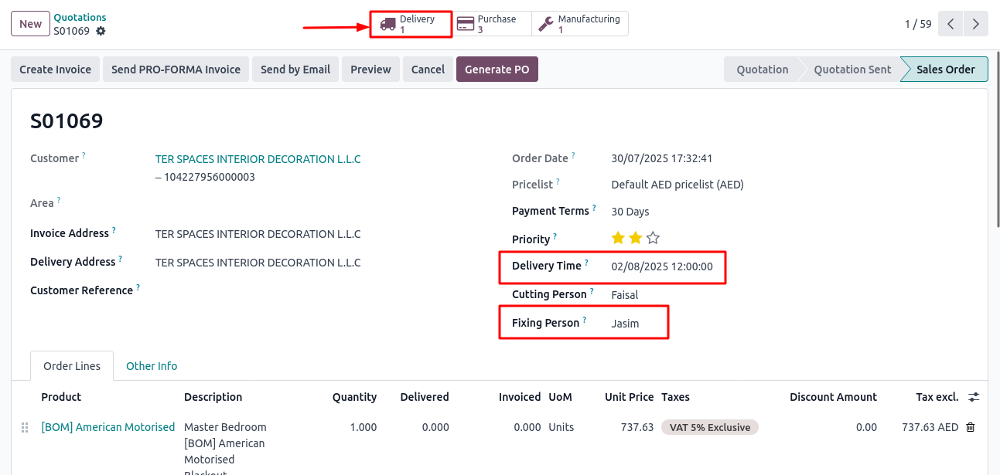 New
Quotations
S01069
Delivery
1
Purchase
3
Manufacturing
1
1 / 59
Create Invoice
Send PRO-FORMA Invoice
Send by Email
Preview
Cancel
Generate PO
Quotation
Quotation Sent
Sales Order
S01069
Customer ?
TER SPACES INTERIOR DECORATION L.L.C
– 104227956000003
Area ?
Invoice Address ?
TER SPACES INTERIOR DECORATION L.L.C
Delivery Address ?
TER SPACES INTERIOR DECORATION L.L.C
Customer Reference ?
Order Date ?
30/07/2025 17:32:41
Pricelist ?
Default AED pricelist (AED)
Payment Terms ?
30 Days
Priority ?
Delivery Time ?
02/08/2025 12:00:00
Cutting Person ?
Faisal
Fixing Person ?
Jasim
Order Lines
Other Info
Product Description Quantity Delivered Invoiced UoM Unit Price Taxes Discount Amount Tax excl.
[BOM] American Motorised Master Bedroom 1.000 0.000 0.000 Units 737.63 VAT 5% Exclusive 0.00 737.63 AED
[BOM] American
Motorised
Blackout